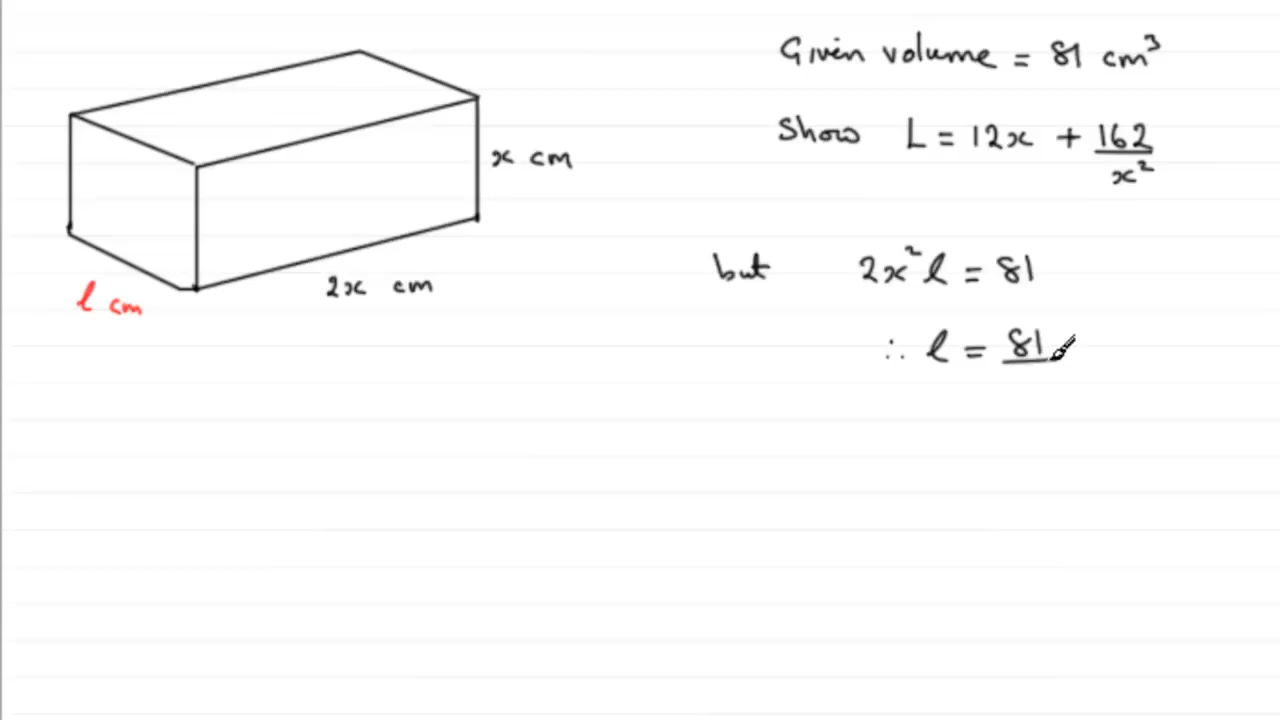 Given volume = 81 cm³
Show L = 12x + 162/x²
x cm
2x cm
l cm
but 2x²l = 81
∴ l = 81